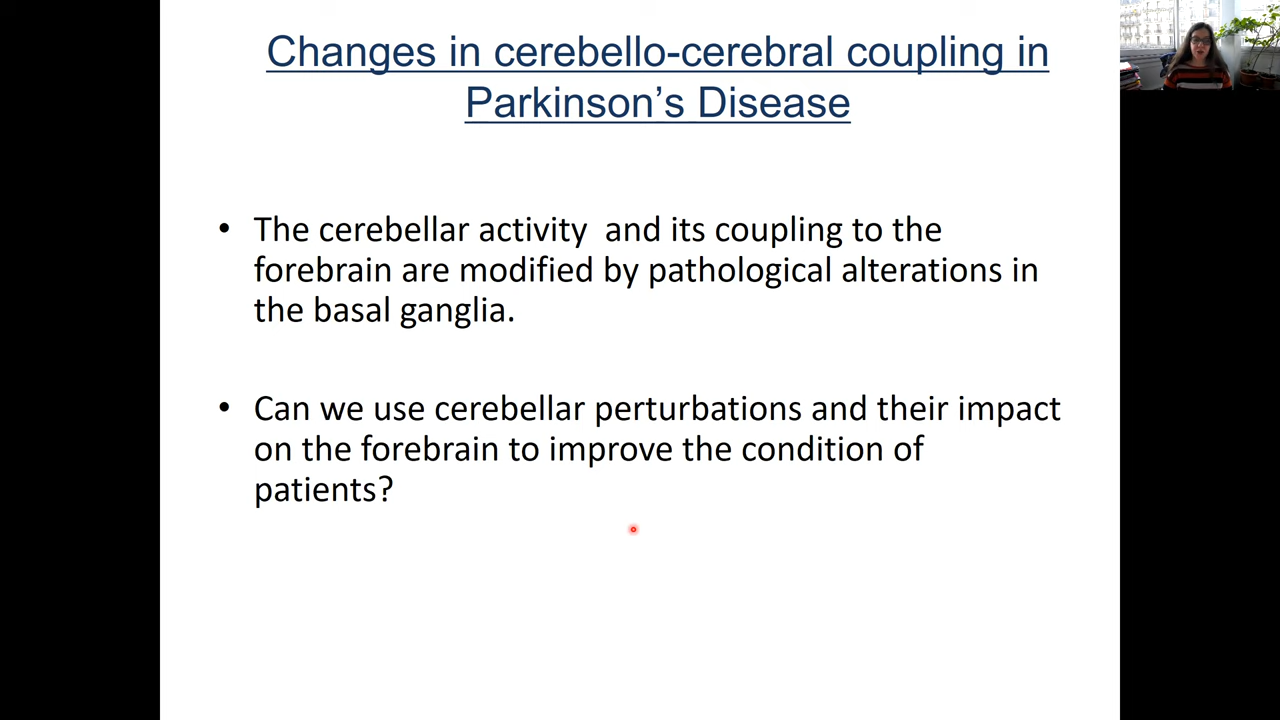 Changes in cerebello-cerebral coupling in
Parkinson’s Disease
• The cerebellar activity  and its coupling to the
forebrain are modified by pathological alterations in
the basal ganglia.
• Can we use cerebellar perturbations and their impact
on the forebrain to improve the condition of
patients?